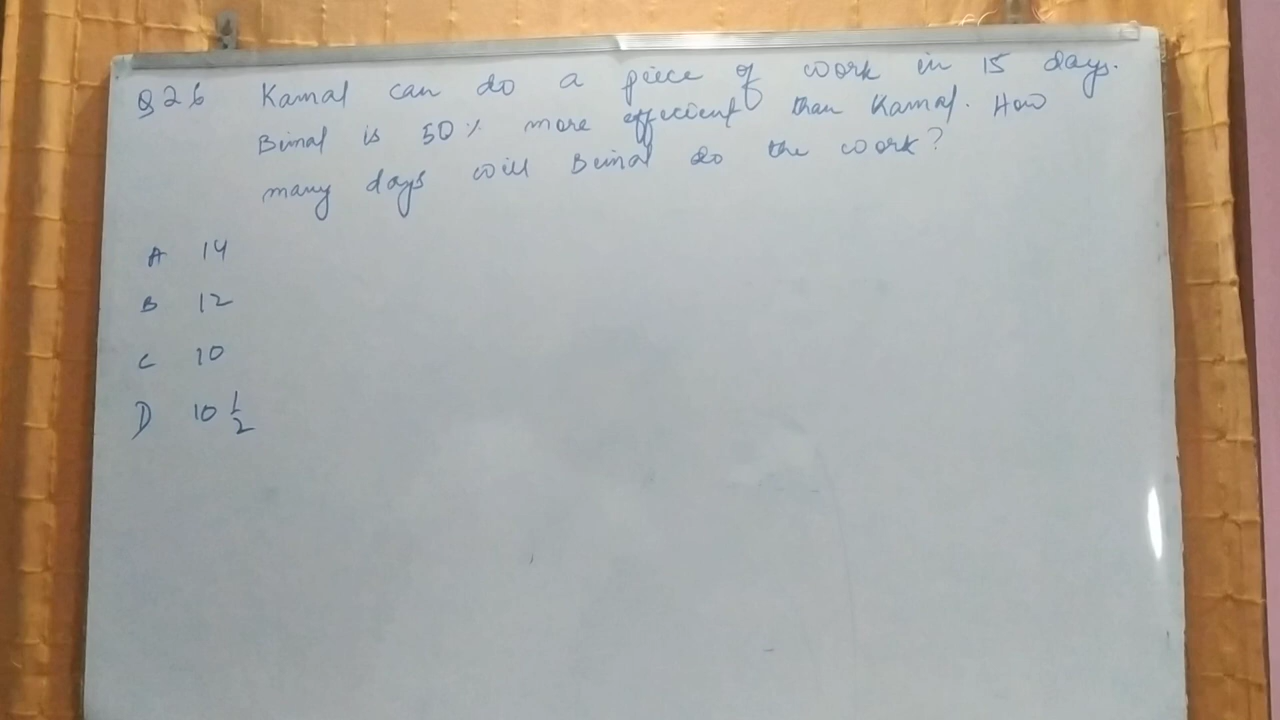 Q 26 Kamal can do a piece of work in 15 days.
Bimal is 50% more efficient than Kamal. How
many days will Bimal do the work?
A 14
B 12
C 10
D 10 1/2